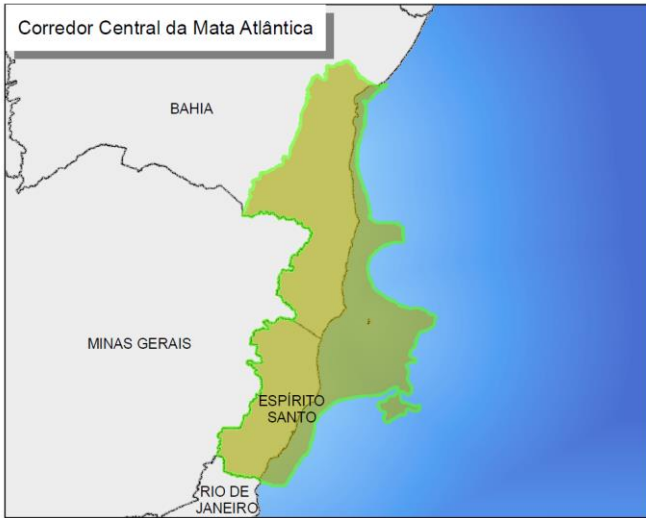 Corredor Central da Mata Atlântica
BAHIA
MINAS GERAIS
ESPÍRITO
SANTO
RIO DE
JANEIRO